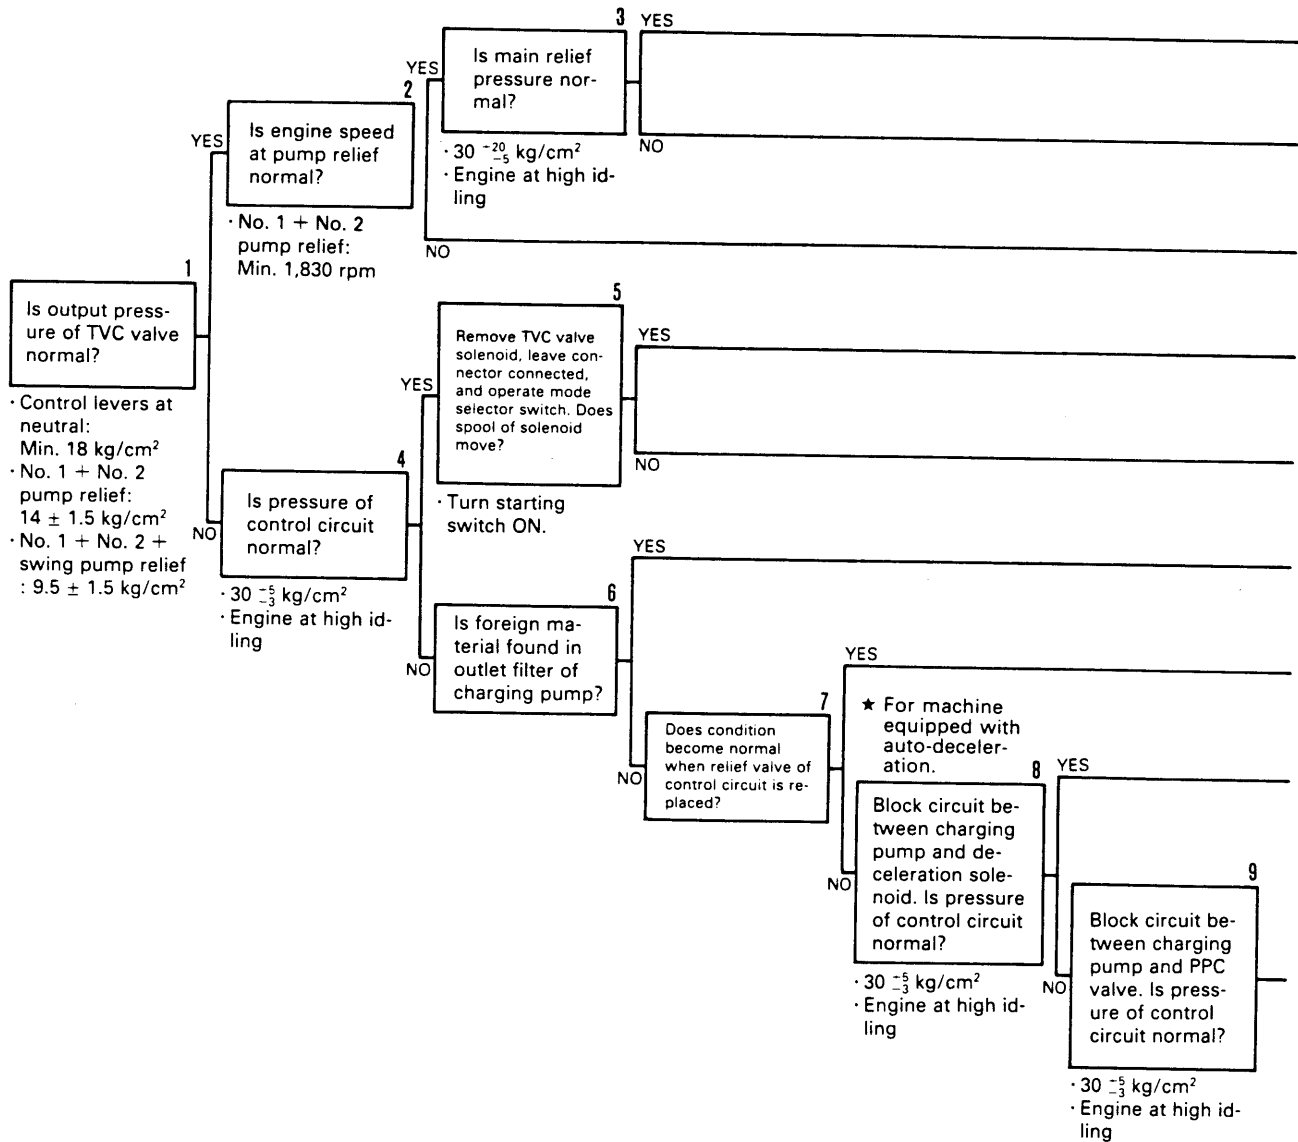 1
Is output press-
ure of TVC valve
normal?
· Control levers at
neutral:
Min. 18 kg/cm²
· No. 1 + No. 2
pump relief:
14 ± 1.5 kg/cm²
· No. 1 + No. 2 +
swing pump relief
: 9.5 ± 1.5 kg/cm²
YES
2
Is engine speed
at pump relief
normal?
· No. 1 + No. 2
pump relief:
Min. 1,830 rpm
YES
3
Is main relief
pressure nor-
mal?
· 30 −20 −5 kg/cm²
· Engine at high id-
ling
YES
NO
NO
NO
4
Is pressure of
control circuit
normal?
· 30 −5 −3 kg/cm²
· Engine at high id-
ling
YES
5
Remove TVC valve
solenoid, leave con-
nector connected,
and operate mode
selector switch. Does
spool of solenoid
move?
· Turn starting
switch ON.
YES
NO
NO
6
Is foreign ma-
terial found in
outlet filter of
charging pump?
YES
NO
7
Does condition
become normal
when relief valve of
control circuit is re-
placed?
YES
★ For machine
equipped with
auto-deceler-
ation.
NO
8
Block circuit be-
tween charging
pump and de-
celeration sole-
noid. Is pressure
of control circuit
normal?
· 30 −5 −3 kg/cm²
· Engine at high id-
ling
YES
NO
9
Block circuit be-
tween charging
pump and PPC
valve. Is press-
ure of control
circuit normal?
· 30 −5 −3 kg/cm²
· Engine at high id-
ling